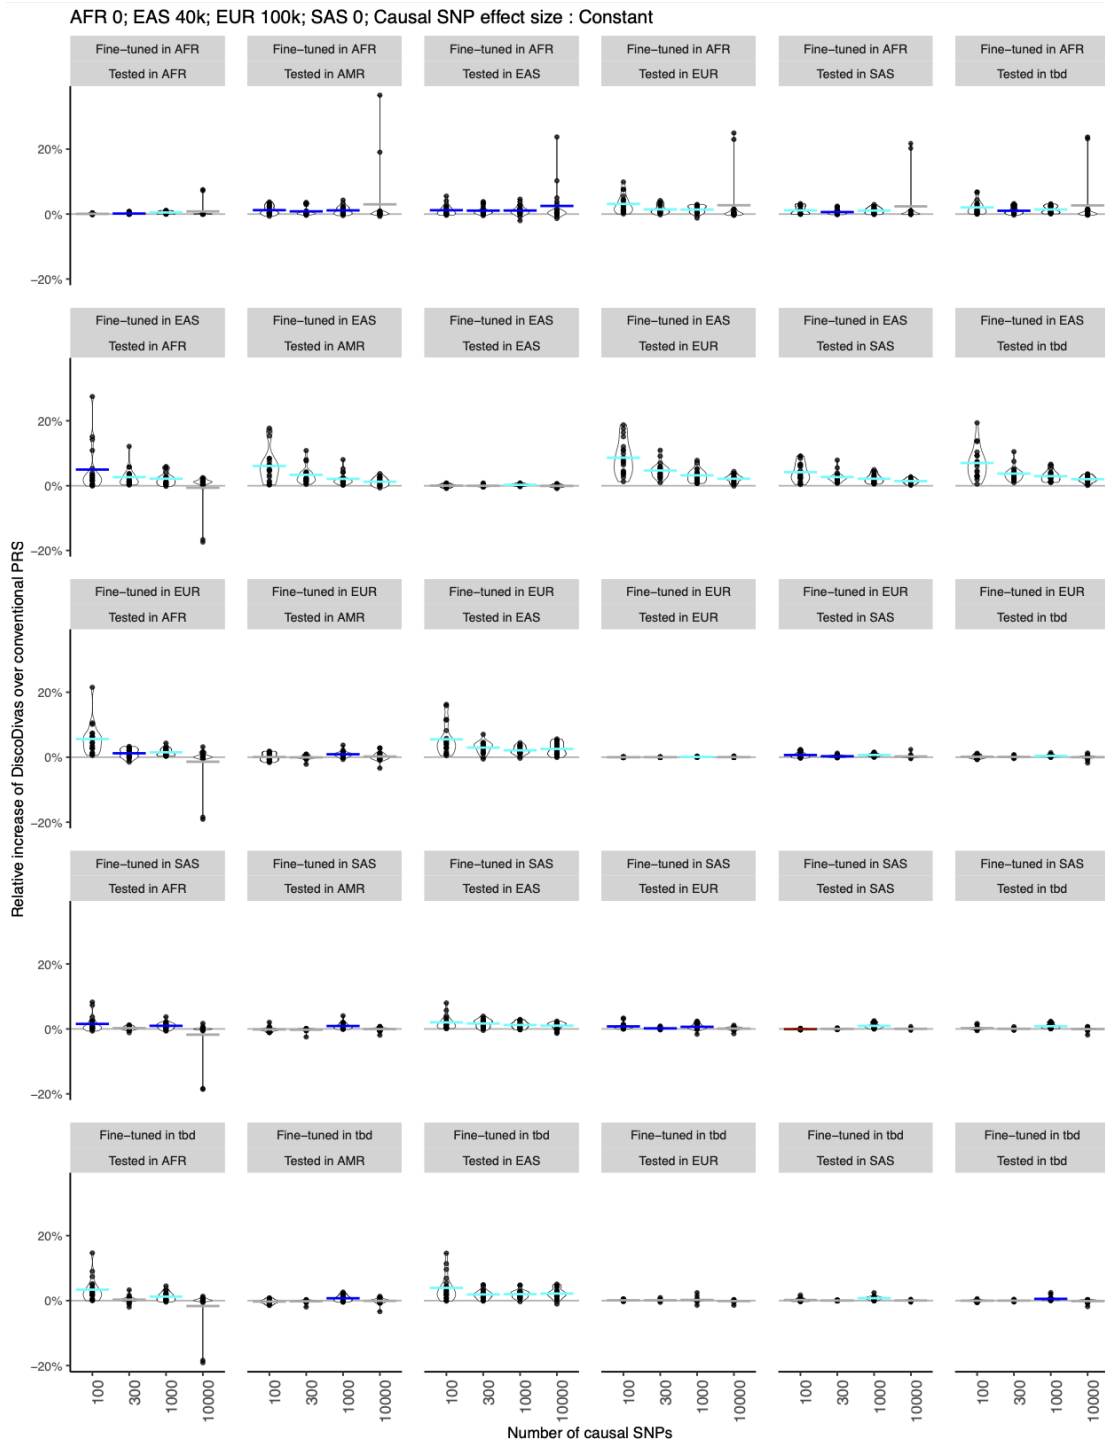 AFR 0; EAS 40k; EUR 100k; SAS 0; Causal SNP effect size : Constant
Relative increase of DiscoDivas over conventional PRS
Fine−tuned in AFR Fine−tuned in AFR Fine−tuned in AFR Fine−tuned in AFR Fine−tuned in AFR Fine−tuned in AFR
Tested in AFR Tested in AMR Tested in EAS Tested in EUR Tested in SAS Tested in tbd
20%
0%
−20%
Fine−tuned in EAS Fine−tuned in EAS Fine−tuned in EAS Fine−tuned in EAS Fine−tuned in EAS Fine−tuned in EAS
Tested in AFR Tested in AMR Tested in EAS Tested in EUR Tested in SAS Tested in tbd
20%
0%
−20%
Fine−tuned in EUR Fine−tuned in EUR Fine−tuned in EUR Fine−tuned in EUR Fine−tuned in EUR Fine−tuned in EUR
Tested in AFR Tested in AMR Tested in EAS Tested in EUR Tested in SAS Tested in tbd
20%
0%
−20%
Fine−tuned in SAS Fine−tuned in SAS Fine−tuned in SAS Fine−tuned in SAS Fine−tuned in SAS Fine−tuned in SAS
Tested in AFR Tested in AMR Tested in EAS Tested in EUR Tested in SAS Tested in tbd
20%
0%
−20%
Fine−tuned in tbd Fine−tuned in tbd Fine−tuned in tbd Fine−tuned in tbd Fine−tuned in tbd Fine−tuned in tbd
Tested in AFR Tested in AMR Tested in EAS Tested in EUR Tested in SAS Tested in tbd
20%
0%
−20%
100 300 1000 10000 100 300 1000 10000 100 300 1000 10000 100 300 1000 10000 100 300 1000 10000 100 300 1000 10000
Number of causal SNPs